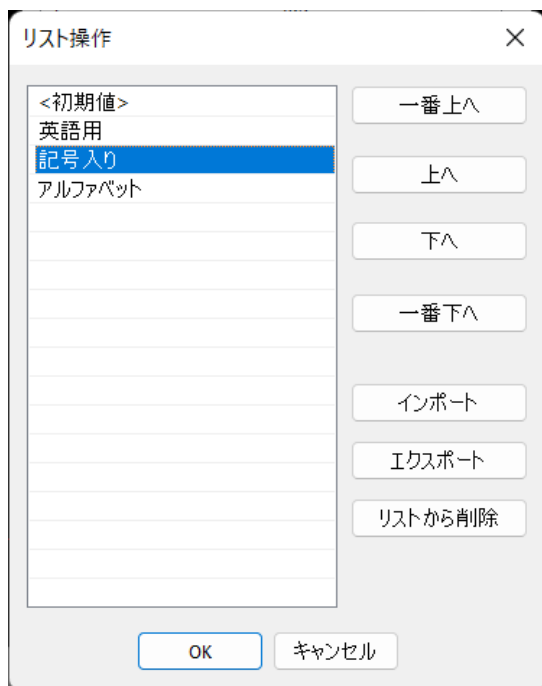 リスト操作
<初期値>
英語用
記号入り
アルファベット
一番上へ
上へ
下へ
一番下へ
インポート
エクスポート
リストから削除
OK
キャンセル